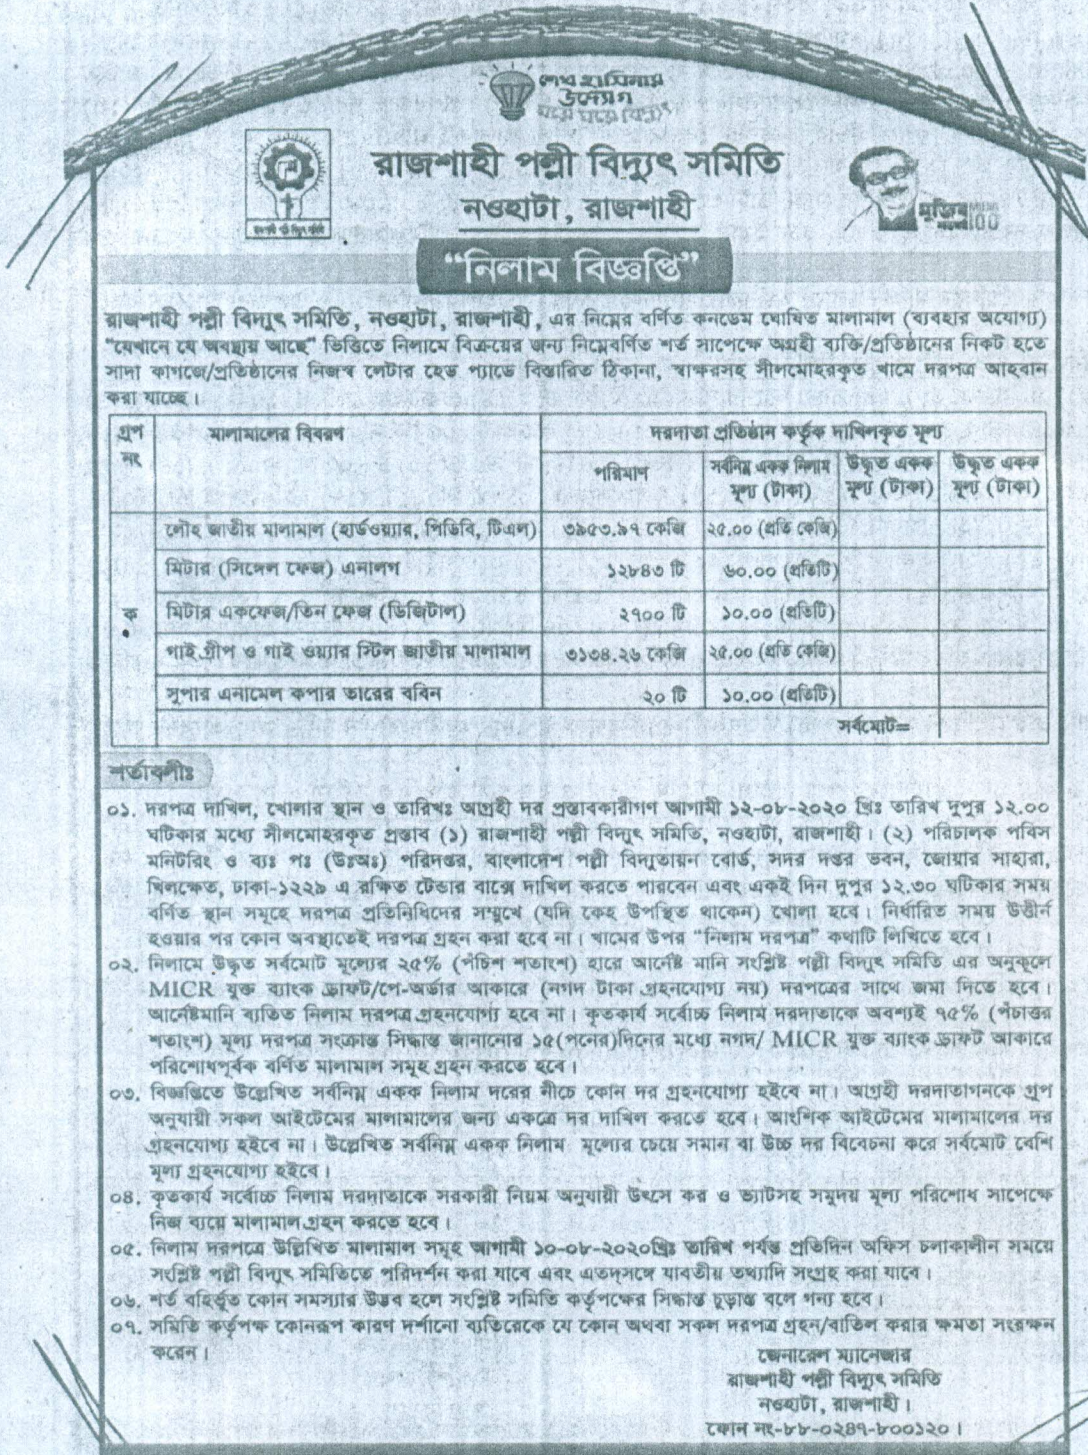 শেখ হাসিনার
উদ্যোগ
ঘরে ঘরে বিদ্যুৎ
রাজশাহী পল্লী বিদ্যুৎ সমিতি
নওহাটা, রাজশাহী
মুজিব
100
“নিলাম বিজ্ঞপ্তি”
রাজশাহী পল্লী বিদ্যুৎ সমিতি, নওহাটা, রাজশাহী, এর নিম্নের বর্ণিত কনডেম ঘোষিত মালামাল (ব্যবহার অযোগ্য)
“যেখানে যে অবস্থায় আছে” ভিত্তিতে নিলামে বিক্রয়ের জন্য নিম্নেবর্ণিত শর্ত সাপেক্ষে অগ্রহী ব্যক্তি/প্রতিষ্ঠানের নিকট হতে
সাদা কাগজে/প্রতিষ্ঠানের নিজস্ব লেটার হেড প্যাডে বিস্তারিত ঠিকানা, স্বাক্ষরসহ সীলমোহরকৃত খামে দরপত্র আহবান
করা যাচ্ছে।
গ্রুপ নং মালামালের বিবরণ দরদাতা প্রতিষ্ঠান কর্তৃক দাখিলকৃত মূল্য
পরিমাণ সর্বনিম্ন একক নিলাম মূল্য (টাকা) উদ্ধৃত একক মূল্য (টাকা) উদ্ধৃত একক মূল্য (টাকা)
লৌহ জাতীয় মালামাল (হার্ডওয়্যার, পিডিবি, টিএল) ৩৯৫৩.৯৭ কেজি ২৫.০০ (প্রতি কেজি)
মিটার (সিঙ্গেল ফেজ) এনালগ ১২৮৪৩ টি ৬০.০০ (প্রতিটি)
ক মিটার একফেজ/তিন ফেজ (ডিজিটাল) ২৭০০ টি ১০.০০ (প্রতিটি)
গাই গ্রীপ ও গাই ওয়্যার স্টিল জাতীয় মালামাল ৩১৩৪.২৬ কেজি ২৫.০০ (প্রতি কেজি)
সুপার এনামেল কপার তারের ববিন ২০ টি ১০.০০ (প্রতিটি)
সর্বমোট=
শর্তাবলীঃ
০১. দরপত্র দাখিল, খোলার স্থান ও তারিখঃ আগ্রহী দর প্রস্তাবকারীগণ আগামী ১২-০৮-২০২০ খ্রিঃ তারিখ দুপুর ১২.০০
ঘটিকার মধ্যে সীলমোহরকৃত প্রস্তাব (১) রাজশাহী পল্লী বিদ্যুৎ সমিতি, নওহাটা, রাজশাহী। (২) পরিচালক পবিস
মনিটরিং ও ব্যঃ পঃ (উঃঅঃ) পরিদপ্তর, বাংলাদেশ পল্লী বিদ্যুতায়ন বোর্ড, সদর দপ্তর ভবন, জোয়ার সাহারা,
খিলক্ষেত, ঢাকা-১২২৯ এ রক্ষিত টেন্ডার বাক্সে দাখিল করতে পারবেন এবং একই দিন দুপুর ১২.৩০ ঘটিকার সময়
বর্ণিত স্থান সমূহে দরপত্র প্রতিনিধিদের সম্মুখে (যদি কেহ উপস্থিত থাকেন) খোলা হবে। নির্ধারিত সময় উত্তীর্ন
হওয়ার পর কোন অবস্থাতেই দরপত্র গ্রহন করা হবে না। খামের উপর “নিলাম দরপত্র” কথাটি লিখিতে হবে।
০২. নিলামে উদ্ধৃত সর্বমোট মূল্যের ২৫% (পঁচিশ শতাংশ) হারে আর্নেষ্ট মানি সংশ্লিষ্ট পল্লী বিদ্যুৎ সমিতি এর অনুকূলে
MICR যুক্ত ব্যাংক ড্রাফট/পে-অর্ডার আকারে (নগদ টাকা গ্রহনযোগ্য নয়) দরপত্রের সাথে জমা দিতে হবে।
আর্নেষ্টমানি ব্যতিত নিলাম দরপত্র গ্রহনযোগ্য হবে না। কৃতকার্য সর্বোচ্চ নিলাম দরদাতাকে অবশ্যই ৭৫% (পঁচাত্তর
শতাংশ) মূল্য দরপত্র সংক্রান্ত সিদ্ধান্ত জানানোর ১৫(পনের)দিনের মধ্যে নগদ/ MICR যুক্ত ব্যাংক ড্রাফট আকারে
পরিশোধপূর্বক বর্ণিত মালামাল সমূহ গ্রহন করতে হবে।
০৩. বিজ্ঞপ্তিতে উল্লেখিত সর্বনিম্ন একক নিলাম দরের নীচে কোন দর গ্রহনযোগ্য হইবে না। আগ্রহী দরদাতাগনকে গ্রুপ
অনুযায়ী সকল আইটেমের মালামালের জন্য একত্রে দর দাখিল করতে হবে। আংশিক আইটেমের মালামালের দর
গ্রহনযোগ্য হইবে না। উল্লেখিত সর্বনিম্ন একক নিলাম মূল্যের চেয়ে সমান বা উচ্চ দর বিবেচনা করে সর্বমোট বেশি
মূল্য গ্রহনযোগ্য হইবে।
০৪. কৃতকার্য সর্বোচ্চ নিলাম দরদাতাকে সরকারী নিয়ম অনুযায়ী উৎসে কর ও ভ্যাটসহ সমুদয় মূল্য পরিশোধ সাপেক্ষে
নিজ ব্যয়ে মালামাল গ্রহন করতে হবে।
০৫. নিলাম দরপত্রে উল্লিখিত মালামাল সমূহ আগামী ১০-০৮-২০২০খ্রিঃ তারিখ পর্যন্ত প্রতিদিন অফিস চলাকালীন সময়ে
সংশ্লিষ্ট পল্লী বিদ্যুৎ সমিতিতে পরিদর্শন করা যাবে এবং এতদ্‌সঙ্গে যাবতীয় তথ্যাদি সংগ্রহ করা যাবে।
০৬. শর্ত বহির্ভূত কোন সমস্যার উদ্ভব হলে সংশ্লিষ্ট সমিতি কর্তৃপক্ষের সিদ্ধান্ত চূড়ান্ত বলে গন্য হবে।
০৭. সমিতি কর্তৃপক্ষ কোনরূপ কারণ দর্শানো ব্যতিরেকে যে কোন অথবা সকল দরপত্র গ্রহন/বাতিল করার ক্ষমতা সংরক্ষন
করেন।
জেনারেল ম্যানেজার
রাজশাহী পল্লী বিদ্যুৎ সমিতি
নওহাটা, রাজশাহী।
ফোন নং-৮৮-০২৪৭-৮০০১২০।